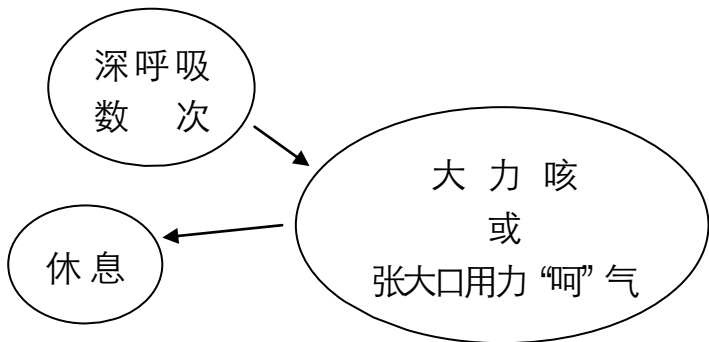 深呼吸
数 次
大 力 咳
或
张大口用力“呵”气
休息